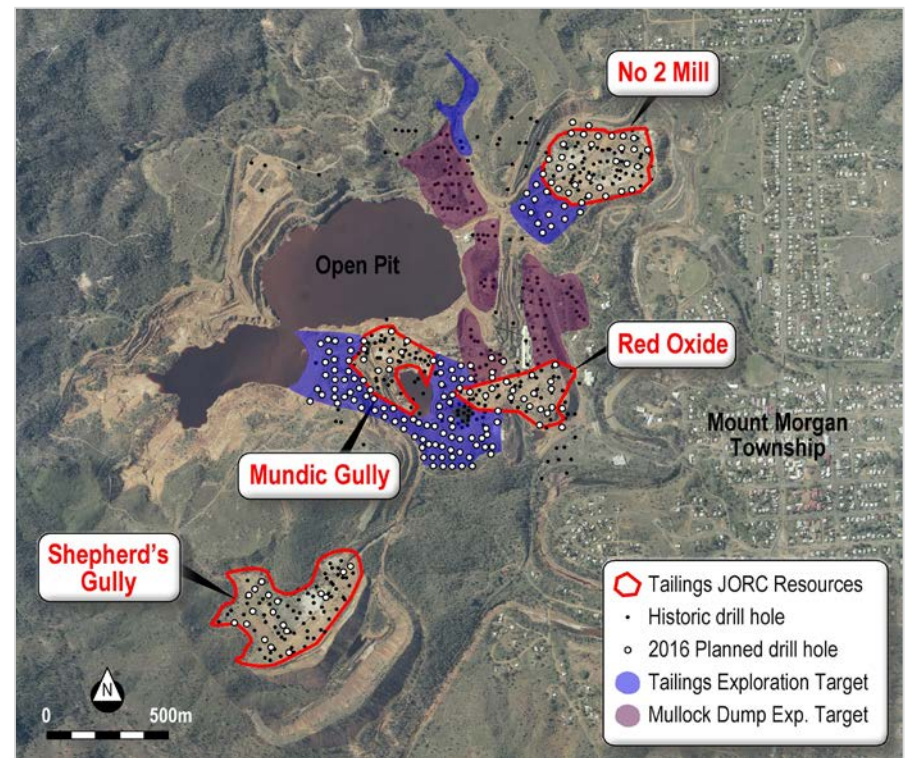 No 2 Mill
Open Pit
Red Oxide
Mount Morgan
Township
Mundic Gully
Shepherd's
Gully
Tailings JORC Resources
Historic drill hole
2016 Planned drill hole
Tailings Exploration Target
Mullock Dump Exp. Target
N
0 500m